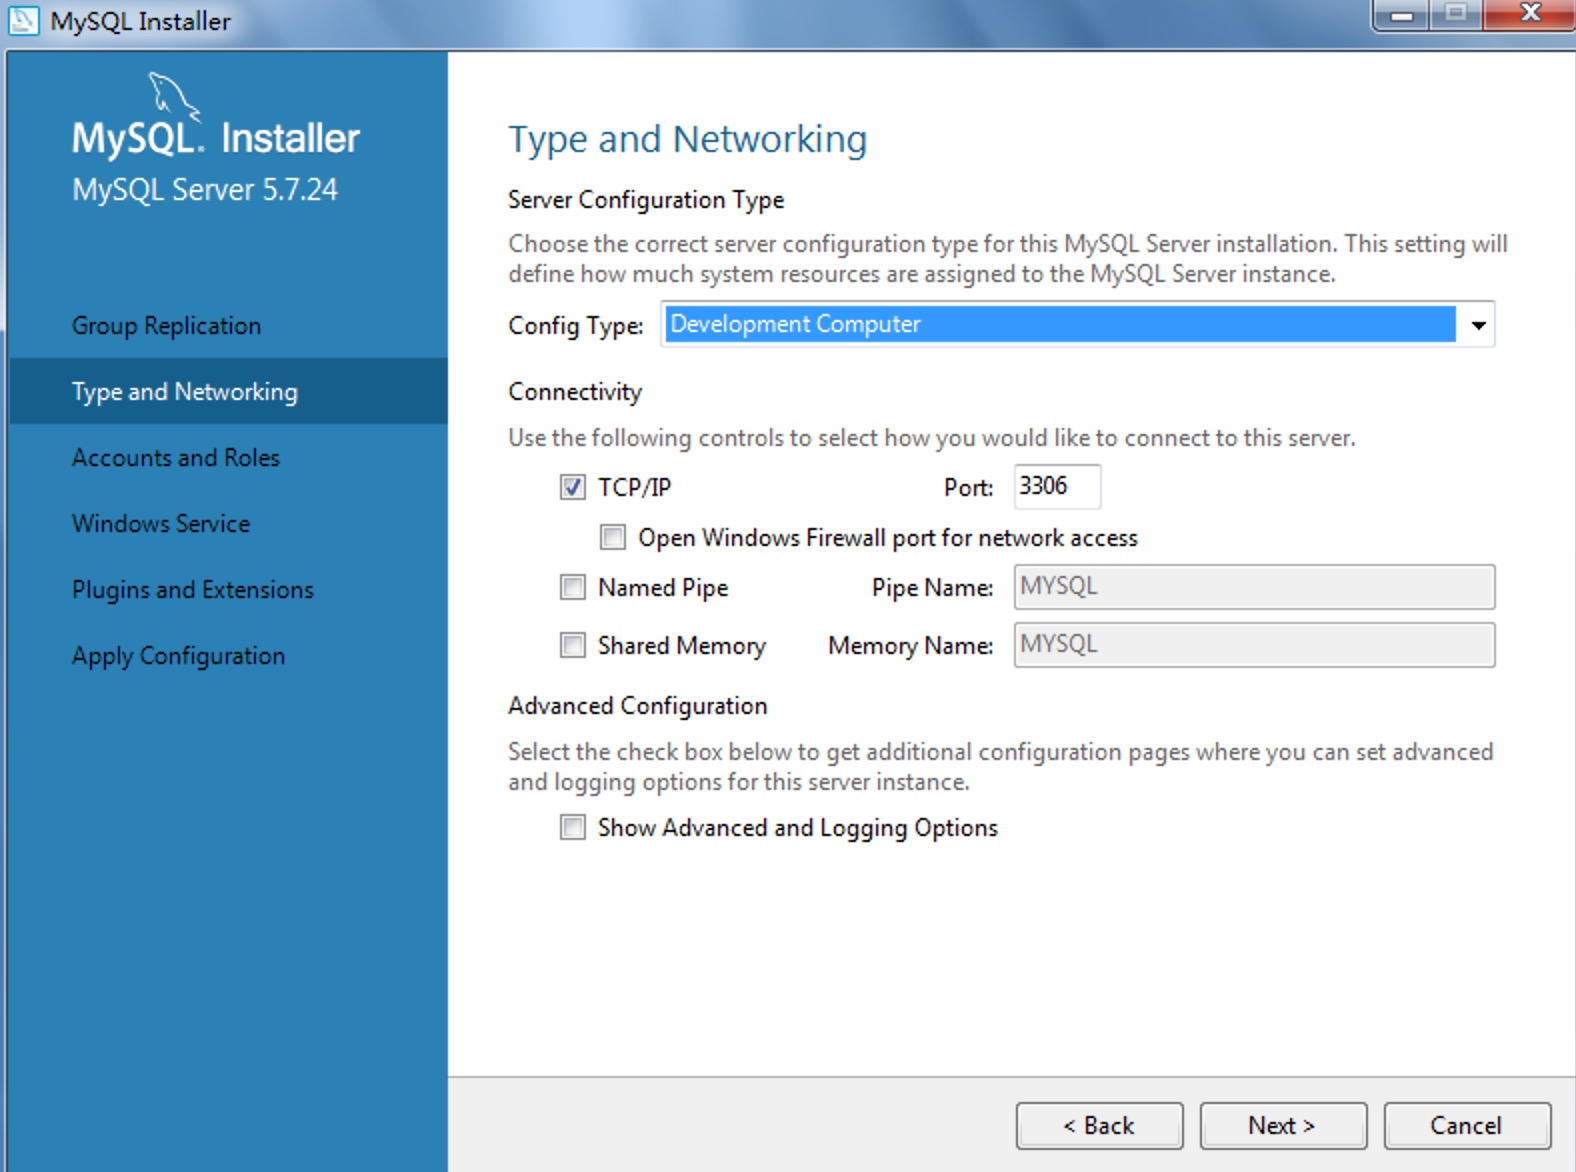 MySQL Installer
MySQL. Installer
MySQL Server 5.7.24
Group Replication
Type and Networking
Accounts and Roles
Windows Service
Plugins and Extensions
Apply Configuration
Type and Networking
Server Configuration Type
Choose the correct server configuration type for this MySQL Server installation. This setting will
define how much system resources are assigned to the MySQL Server instance.
Config Type: Development Computer
Connectivity
Use the following controls to select how you would like to connect to this server.
TCP/IP Port: 3306
Open Windows Firewall port for network access
Named Pipe Pipe Name: MYSQL
Shared Memory Memory Name: MYSQL
Advanced Configuration
Select the check box below to get additional configuration pages where you can set advanced
and logging options for this server instance.
Show Advanced and Logging Options
< Back Next > Cancel